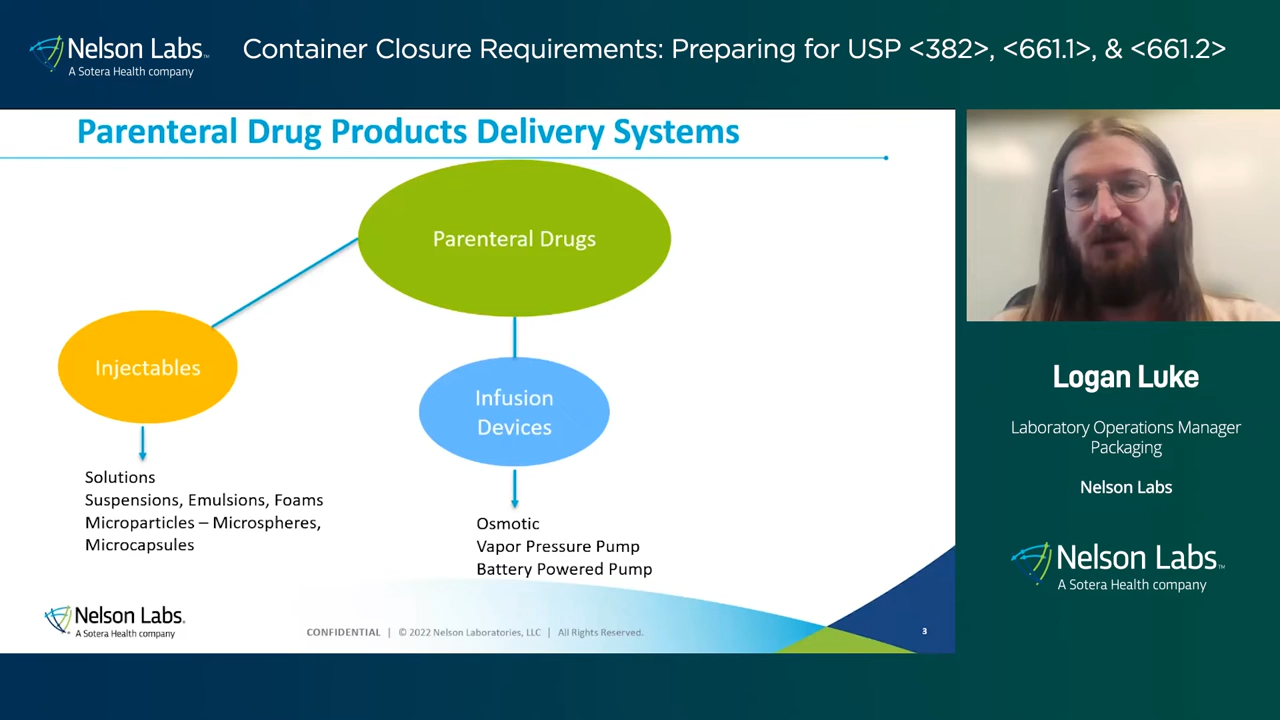 Nelson Labs™
A Sotera Health company
Container Closure Requirements: Preparing for USP <382>, <661.1>, & <661.2>
Parenteral Drug Products Delivery Systems
Parenteral Drugs
Injectables
Infusion
Devices
Solutions
Suspensions, Emulsions, Foams
Microparticles – Microspheres,
Microcapsules
Osmotic
Vapor Pressure Pump
Battery Powered Pump
Nelson Labs®
A Sotera Health company
CONFIDENTIAL | © 2022 Nelson Laboratories, LLC | All Rights Reserved.
3
Logan Luke
Laboratory Operations Manager
Packaging
Nelson Labs
Nelson Labs™
A Sotera Health company